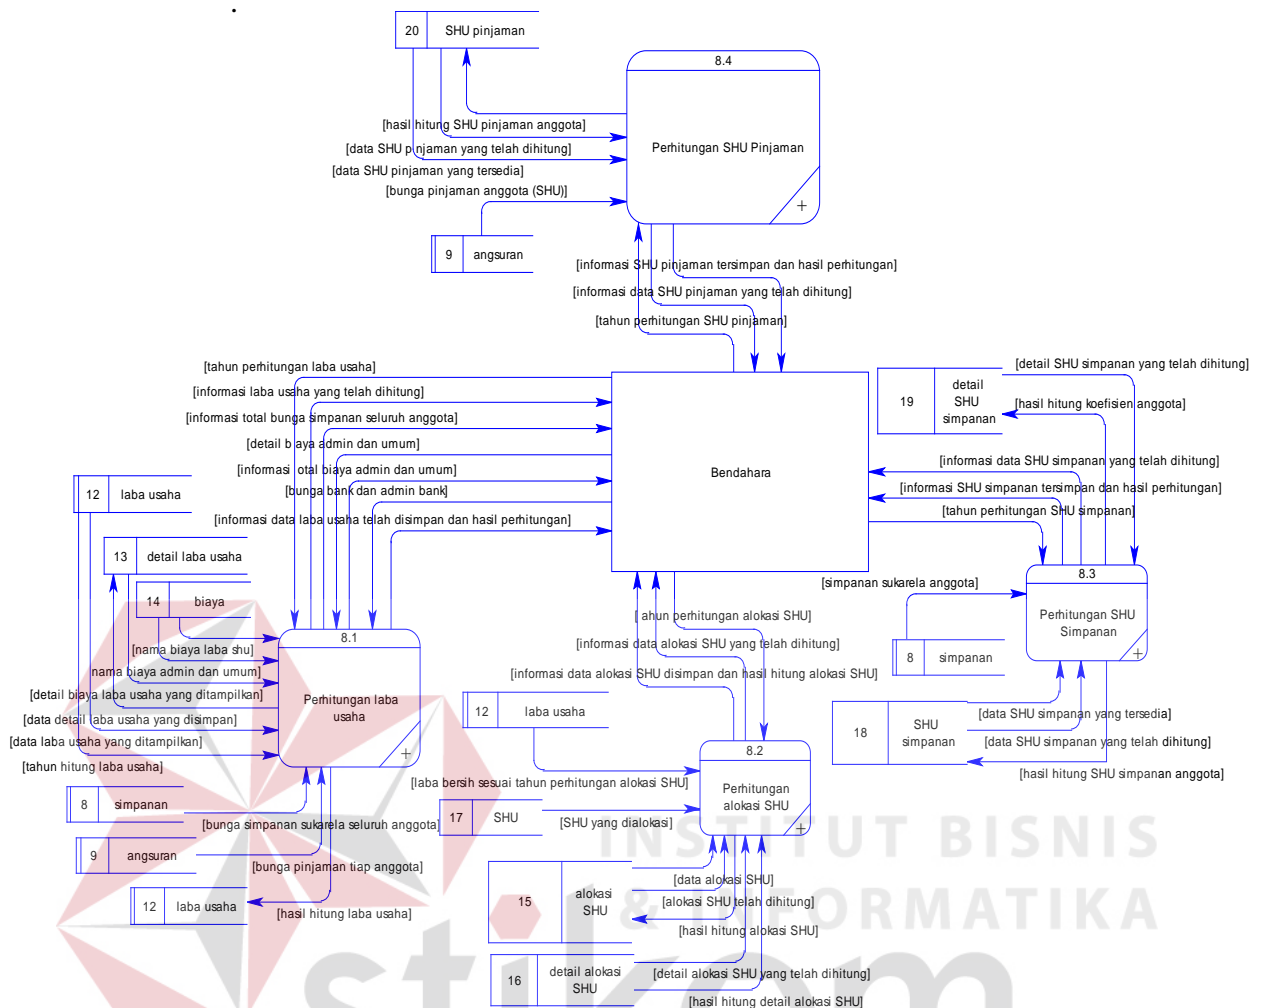 20 SHU pinjaman
8.4
[hasil hitung SHU pinjaman anggota]
Perhitungan SHU Pinjaman
[data SHU p njaman yang telah dihitung]
[data SHU pinjaman yang tersedia]
[bunga pinjaman anggota (SHU)]
+
9 angsuran
[informasi SHU pinjaman tersimpan dan hasil perhitungan]
[informasi data SHU pinjaman yang telah dihitung]
[tahun perhitungan SHU pinjaman]
[tahun perhitungan laba usaha]
[informasi laba usaha yang telah dihitung]
[informasi total bunga simpanan seluruh anggota]
[detail b aya admin dan umum]
[informasi otal biaya admin dan umum]
[bunga bank dan admin bank]
[informasi data laba usaha telah disimpan dan hasil perhitungan]
Bendahara
[detail SHU simpanan yang telah dihitung]
19 detail
SHU
simpanan
[hasil hitung koefisien anggota]
[informasi data SHU simpanan yang telah dihitung]
[informasi SHU simpanan tersimpan dan hasil perhitungan]
[tahun perhitungan SHU simpanan]
12 laba usaha
13 detail laba usaha
14 biaya
[nama biaya laba shu]
nama biaya admin dan umum]
[detail biaya laba usaha yang ditampilkan]
[data detail laba usaha yang disimpan]
[data laba usaha yang ditampilkan]
[tahun hitung laba usaha]
8.1
Perhitungan laba
usaha
+
8 simpanan
[bunga simpanan sukarela seluruh anggota]
9 angsuran
[bunga pinjaman tiap anggota]
12 laba usaha
[hasil hitung laba usaha]
[ ahun perhitungan alokasi SHU]
[informasi data alokasi SHU yang telah dihitung]
[informasi data alokasi SHU disimpan dan hasil hitung alokasi SHU]
12 laba usaha
[laba bersih sesuai tahun perhitungan alokasi SHU]
8.2
Perhitungan
alokasi SHU
+
17 SHU
[SHU yang dialokasi]
15 alokasi
SHU
[data alokasi SHU]
[alokasi SHU telah dihitung]
[hasil hitung alokasi SHU]
16 detail alokasi
SHU
[detail alokasi SHU yang telah dihitung]
[hasil hitung detail alokasi SHU]
[simpanan sukarela anggota]
8.3
Perhitungan SHU
Simpanan
+
8 simpanan
18 SHU
simpanan
[data SHU simpanan yang tersedia]
[data SHU simpanan yang telah dihitung]
[hasil hitung SHU simpanan anggota]
INSTITUT BISNIS
& INFORMATIKA
stikom